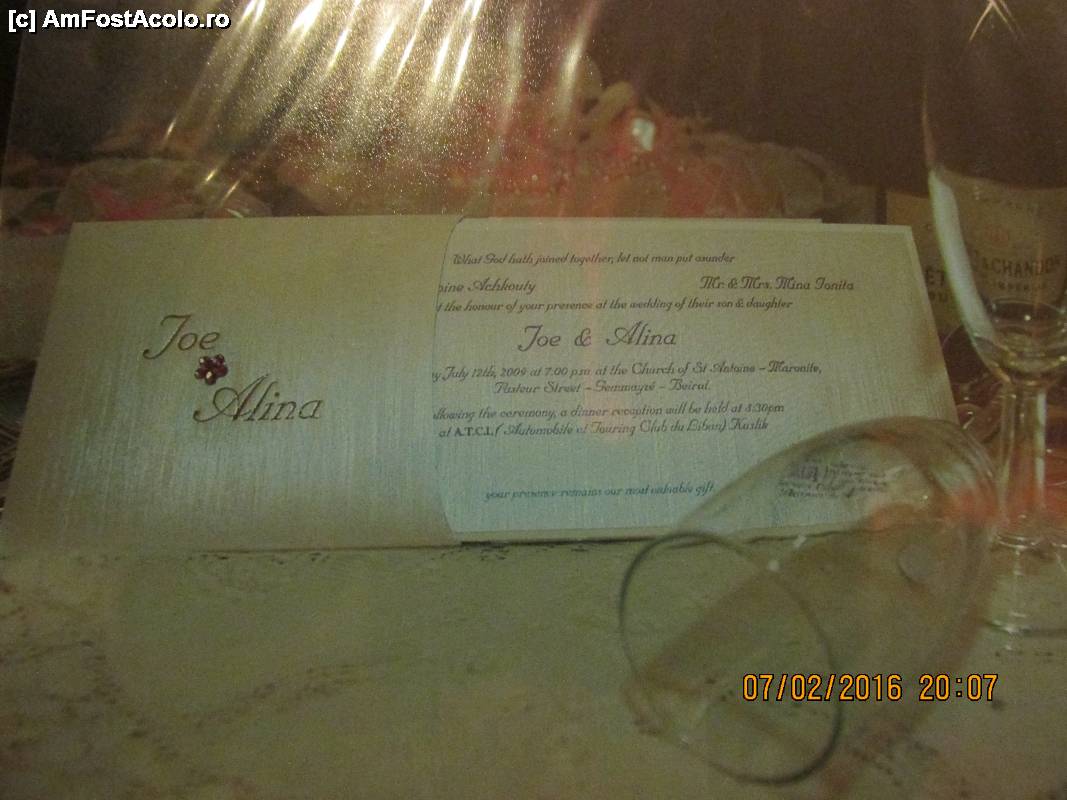 [c] AmFostAcolo.ro
Joe
Alina
What God hath joined together, let not man put asunder
Achkouty Mr. & Mrs. Mina Ionita
the honour of your presence at the wedding of their son & daughter
Joe & Alina
July 12th, 2009 at 7:00 p.m. at the Church of St Antoine - Maronite,
Pasteur Street - Gemmayzé - Beirut.
the ceremony, a dinner reception will be held at 8:30pm
at A.T.C.L ( Automobile et Touring Club du Liban) Kaslik
your presence remains our most valuable gift.
CHANDON
07/02/2016 20:07